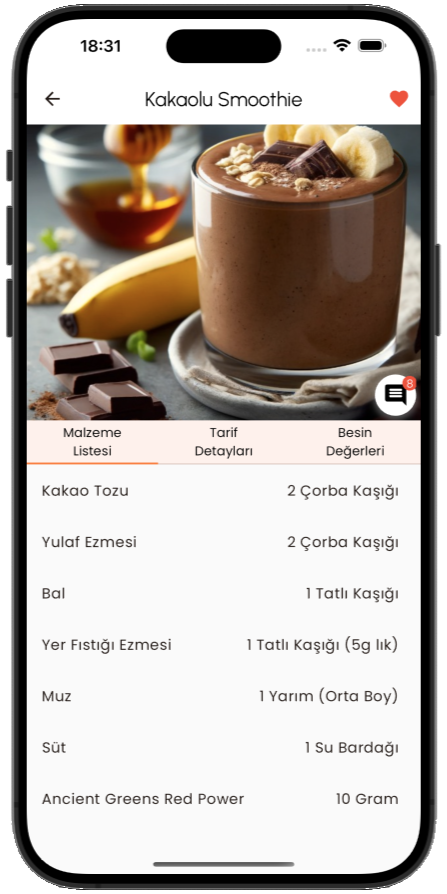 18:31
Kakaolu Smoothie
8
Malzeme Listesi
Tarif Detayları
Besin Değerleri
Kakao Tozu 2 Çorba Kaşığı
Yulaf Ezmesi 2 Çorba Kaşığı
Bal 1 Tatlı Kaşığı
Yer Fıstığı Ezmesi 1 Tatlı Kaşığı (5g lık)
Muz 1 Yarım (Orta Boy)
Süt 1 Su Bardağı
Ancient Greens Red Power 10 Gram